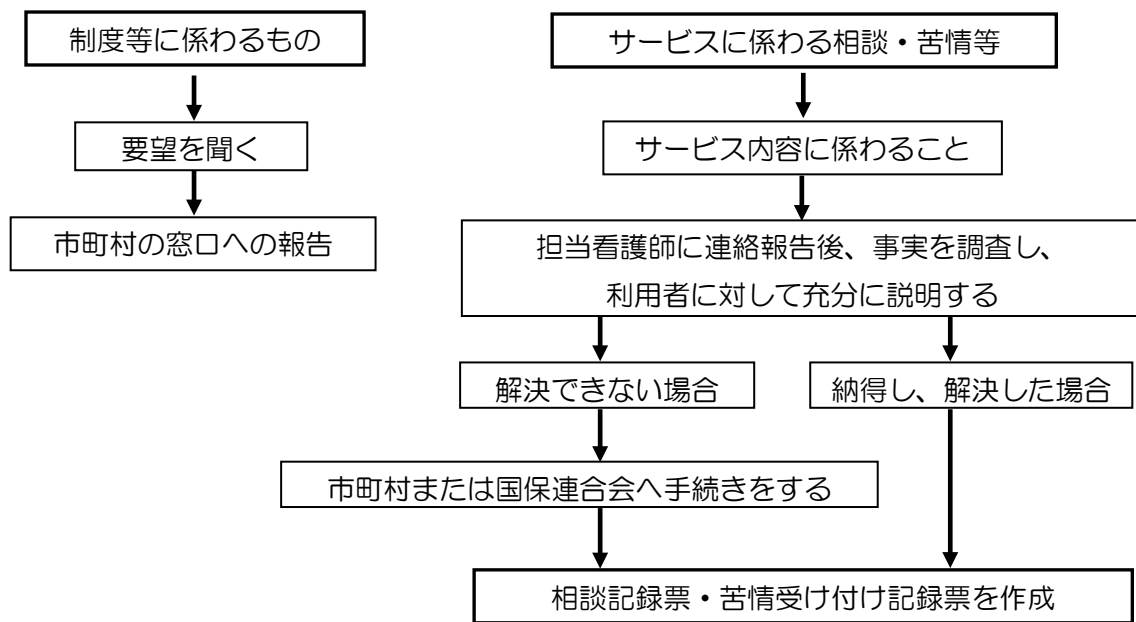 制度等に係わるもの
要望を聞く
市町村の窓口への報告
サービスに係わる相談・苦情等
サービス内容に係わること
担当看護師に連絡報告後、事実を調査し、
利用者に対して充分に説明する
解決できない場合
納得し、解決した場合
市町村または国保連合会へ手続きをする
相談記録票・苦情受け付け記録票を作成